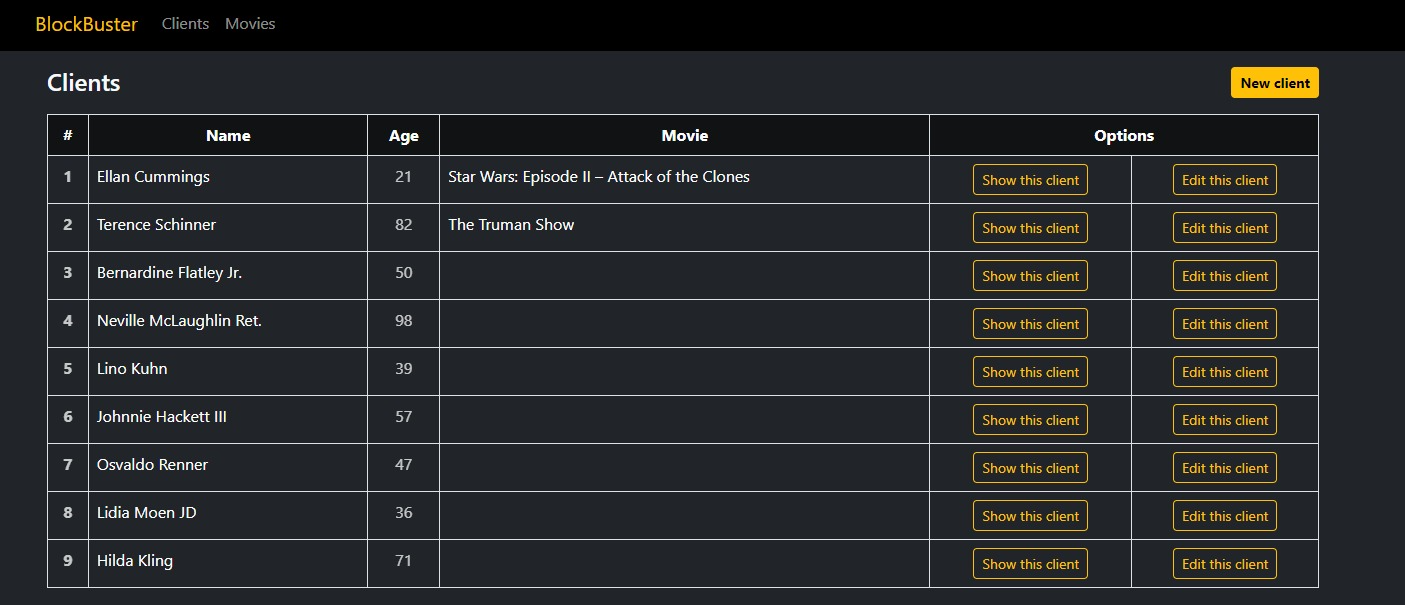 BlockBuster Clients Movies
Clients New client
# Name Age Movie Options
1 Ellan Cummings 21 Star Wars: Episode II – Attack of the Clones Show this client Edit this client
2 Terence Schinner 82 The Truman Show Show this client Edit this client
3 Bernardine Flatley Jr. 50 Show this client Edit this client
4 Neville McLaughlin Ret. 98 Show this client Edit this client
5 Lino Kuhn 39 Show this client Edit this client
6 Johnnie Hackett III 57 Show this client Edit this client
7 Osvaldo Renner 47 Show this client Edit this client
8 Lidia Moen JD 36 Show this client Edit this client
9 Hilda Kling 71 Show this client Edit this client